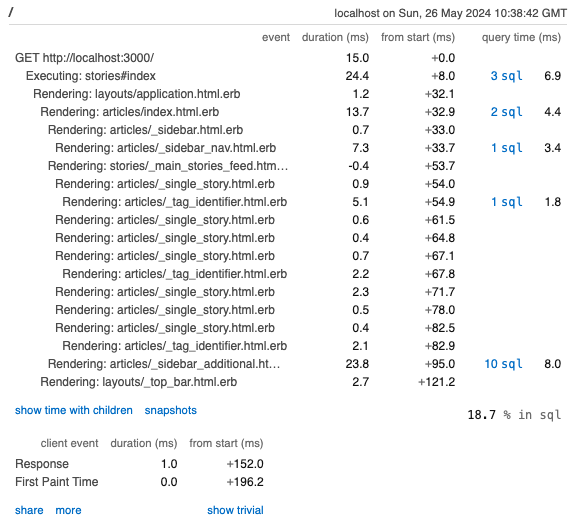 / localhost on Sun, 26 May 2024 10:38:42 GMT
event duration (ms) from start (ms) query time (ms)
GET http://localhost:3000/ 15.0 +0.0
Executing: stories#index 24.4 +8.0 3 sql 6.9
Rendering: layouts/application.html.erb 1.2 +32.1
Rendering: articles/index.html.erb 13.7 +32.9 2 sql 4.4
Rendering: articles/_sidebar.html.erb 0.7 +33.0
Rendering: articles/_sidebar_nav.html.erb 7.3 +33.7 1 sql 3.4
Rendering: stories/_main_stories_feed.htm… -0.4 +53.7
Rendering: articles/_single_story.html.erb 0.9 +54.0
Rendering: articles/_tag_identifier.html.erb 5.1 +54.9 1 sql 1.8
Rendering: articles/_single_story.html.erb 0.6 +61.5
Rendering: articles/_single_story.html.erb 0.4 +64.8
Rendering: articles/_single_story.html.erb 0.7 +67.1
Rendering: articles/_tag_identifier.html.erb 2.2 +67.8
Rendering: articles/_single_story.html.erb 2.3 +71.7
Rendering: articles/_single_story.html.erb 0.5 +78.0
Rendering: articles/_single_story.html.erb 0.4 +82.5
Rendering: articles/_tag_identifier.html.erb 2.1 +82.9
Rendering: articles/_sidebar_additional.ht… 23.8 +95.0 10 sql 8.0
Rendering: layouts/_top_bar.html.erb 2.7 +121.2
show time with children snapshots 18.7 % in sql
client event duration (ms) from start (ms)
Response 1.0 +152.0
First Paint Time 0.0 +196.2
share more show trivial